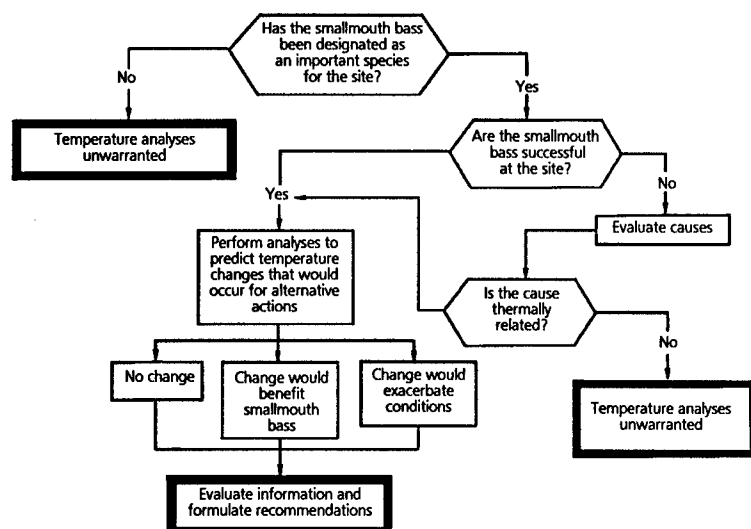 Has the smallmouth bass
been designated as
an important species
for the site?
No
Yes
Temperature analyses
unwarranted
Are the smallmouth
bass successful
at the site?
Yes
No
Evaluate causes
Perform analyses to
predict temperature
changes that would
occur for alternative
actions
Is the cause
thermally
related?
No
No change
Change would
benefit
smallmouth
bass
Change would
exacerbate
conditions
Temperature analyses
unwarranted
Evaluate information and
formulate recommendations